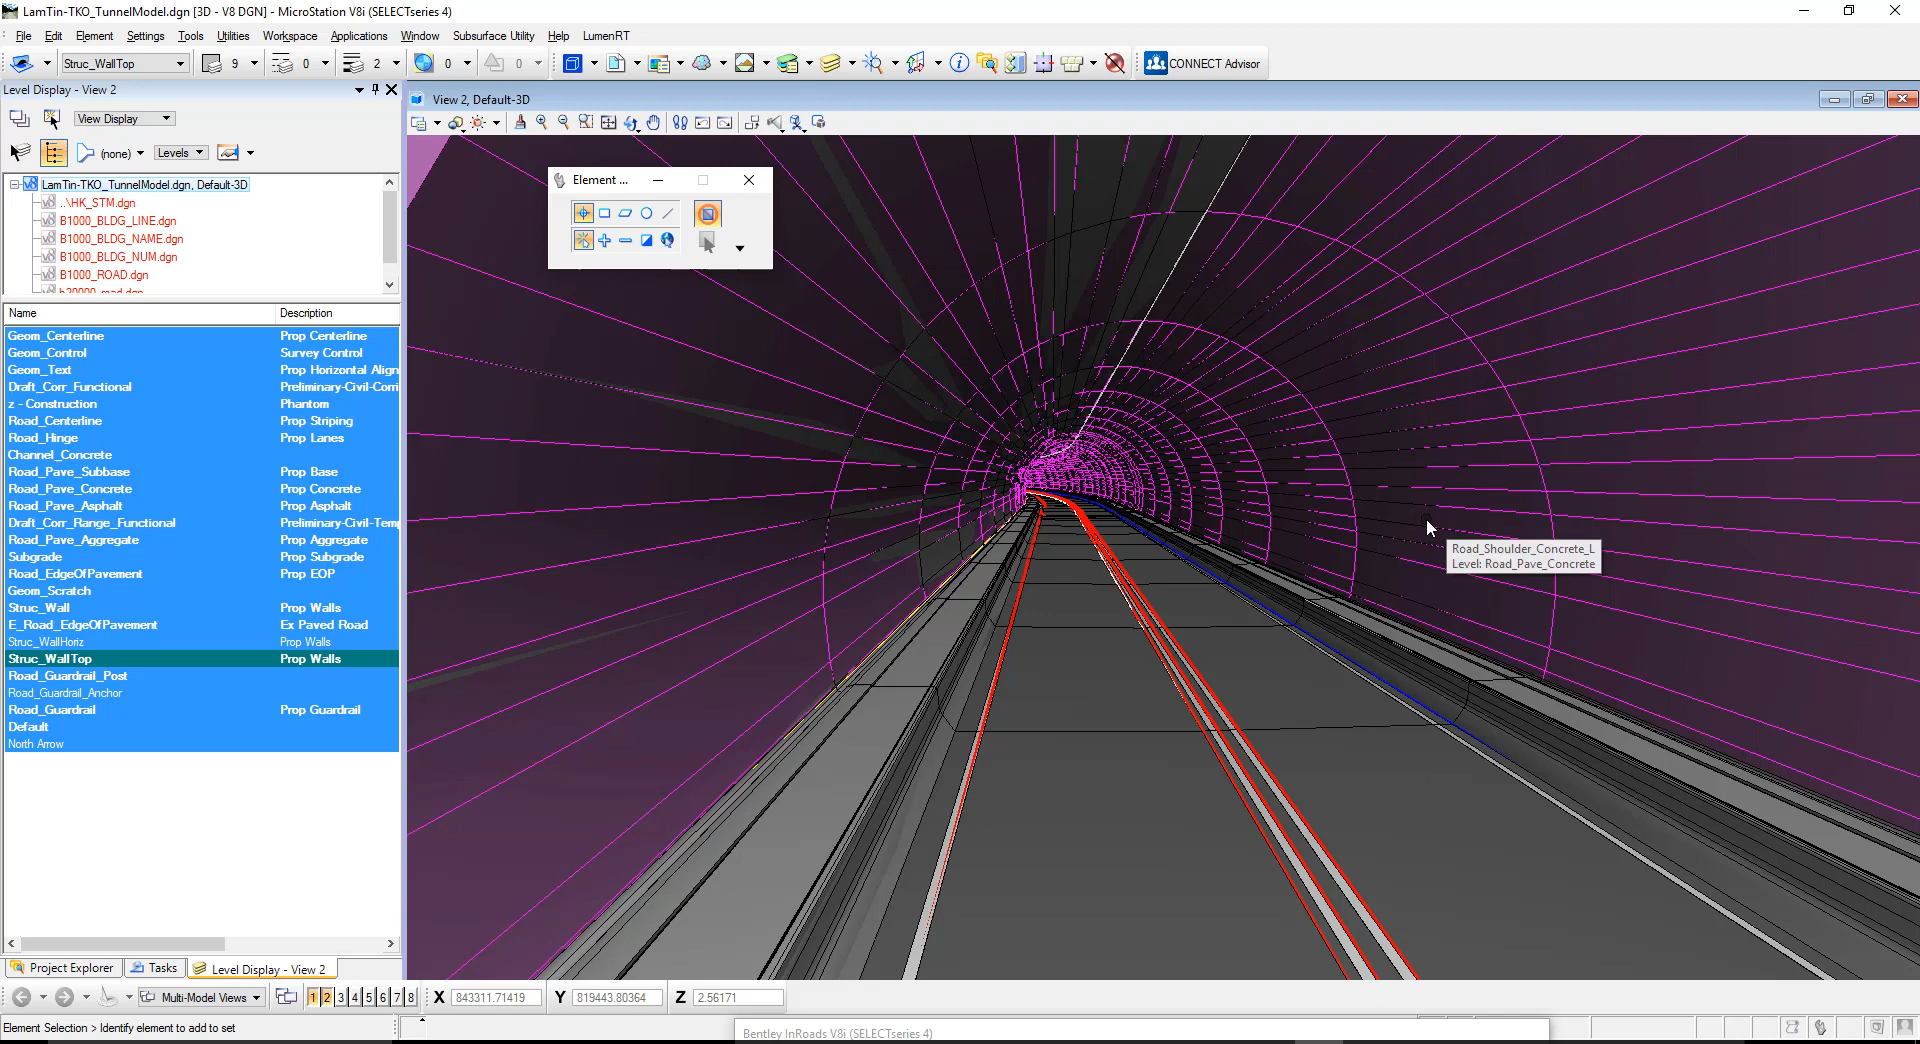 LamTin-TKO_TunnelModel.dgn [3D - V8 DGN] - MicroStation V8i (SELECTseries 4)
File Edit Element Settings Tools Utilities Workspace Applications Window Subsurface Utility Help LumenRT
Struc_WallTop 9 0 2 0 0 CONNECT Advisor
Level Display - View 2
View Display
(none) Levels
LamTin-TKO_TunnelModel.dgn, Default-3D
..\HK_STM.dgn
B1000_BLDG_LINE.dgn
B1000_BLDG_NAME.dgn
B1000_BLDG_NUM.dgn
B1000_ROAD.dgn
Name Description
Geom_Centerline Prop Centerline
Geom_Control Survey Control
Geom_Text Prop Horizontal Align
Draft_Corr_Functional Preliminary-Civil-Corri
z - Construction Phantom
Road_Centerline Prop Striping
Road_Hinge Prop Lanes
Channel_Concrete
Road_Pave_Subbase Prop Base
Road_Pave_Concrete Prop Concrete
Road_Pave_Asphalt Prop Asphalt
Draft_Corr_Range_Functional Preliminary-Civil-Temp
Road_Pave_Aggregate Prop Aggregate
Subgrade Prop Subgrade
Road_EdgeOfPavement Prop EOP
Geom_Scratch
Struc_Wall Prop Walls
E_Road_EdgeOfPavement Ex Paved Road
Struc_WallHoriz Prop Walls
Struc_WallTop Prop Walls
Road_Guardrail_Post
Road_Guardrail_Anchor
Road_Guardrail Prop Guardrail
Default
North Arrow
Project Explorer Tasks Level Display - View 2
View 2, Default-3D
Element ...
Road_Shoulder_Concrete_L
Level: Road_Pave_Concrete
Multi-Model Views 1 2 3 4 5 6 7 8 X 843311.71419 Y 819443.80364 Z 2.56171
Element Selection > Identify element to add to set
Bentley InRoads V8i (SELECTseries 4)